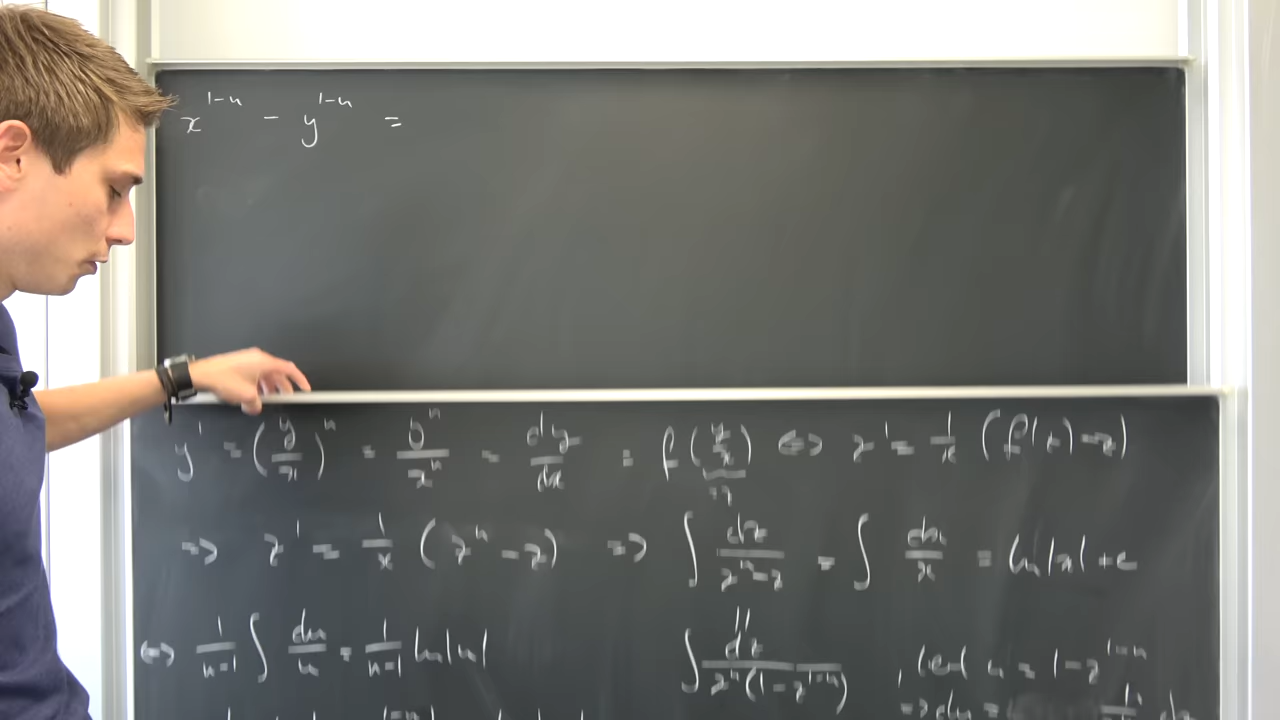 x^{1-n} - y^{1-n} =
y' = (y/x)^n = y^n/x^n = dy/dx = f(y/x) ⇔ z' = 1/x (f(z) - z)
=> z' = 1/x (z^n - z) => ∫ dz/(z^n - z) = ∫ dx/x = ln|x| + c
⇔ 1/(n-1) ∫ du/u = 1/(n-1) ln|u| ∫ dz/(z^n(1 - z^{1-n})) , let u = 1 - z^{1-n}
=> du =